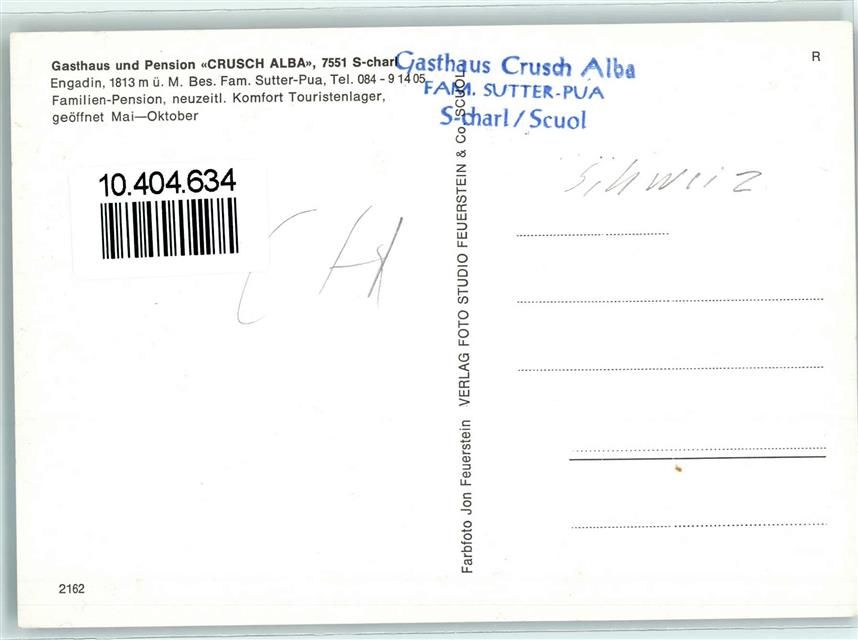 Gasthaus und Pension «CRUSCH ALBA», 7551 S-charl
Engadin, 1813 m ü. M. Bes. Fam. Sutter-Pua, Tel. 084 - 9 14 05
Familien-Pension, neuzeitl. Komfort Touristenlager,
geöffnet Mai—Oktober
Gasthaus Crusch Alba
FAM. SUTTER-PUA
S-charl / Scuol
R
10.404.634
Schweiz
CH
Farbfoto Jon Feuerstein VERLAG FOTO STUDIO FEUERSTEIN & Co. SCUOL
2162